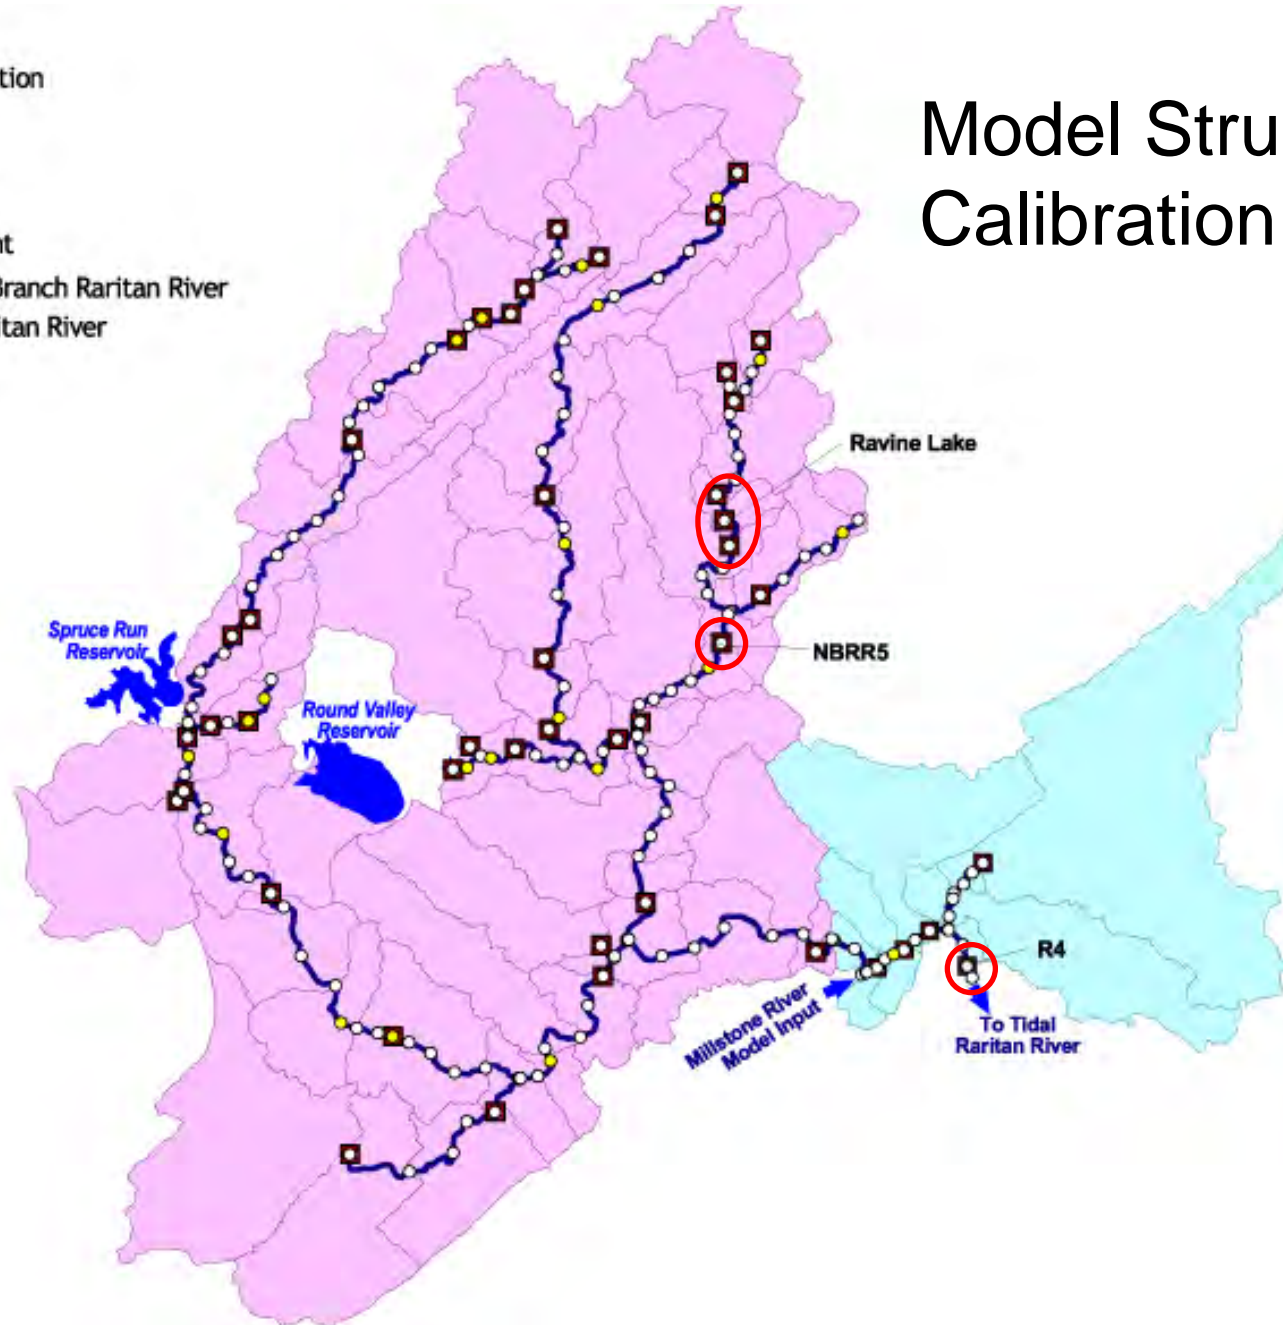 tion
Model Stru
Calibration
nt
Branch Raritan River
itan River
Ravine Lake
Spruce Run
Reservoir
NBRR5
Round Valley
Reservoir
R4
Millstone River
Model Input
To Tidal
Raritan River